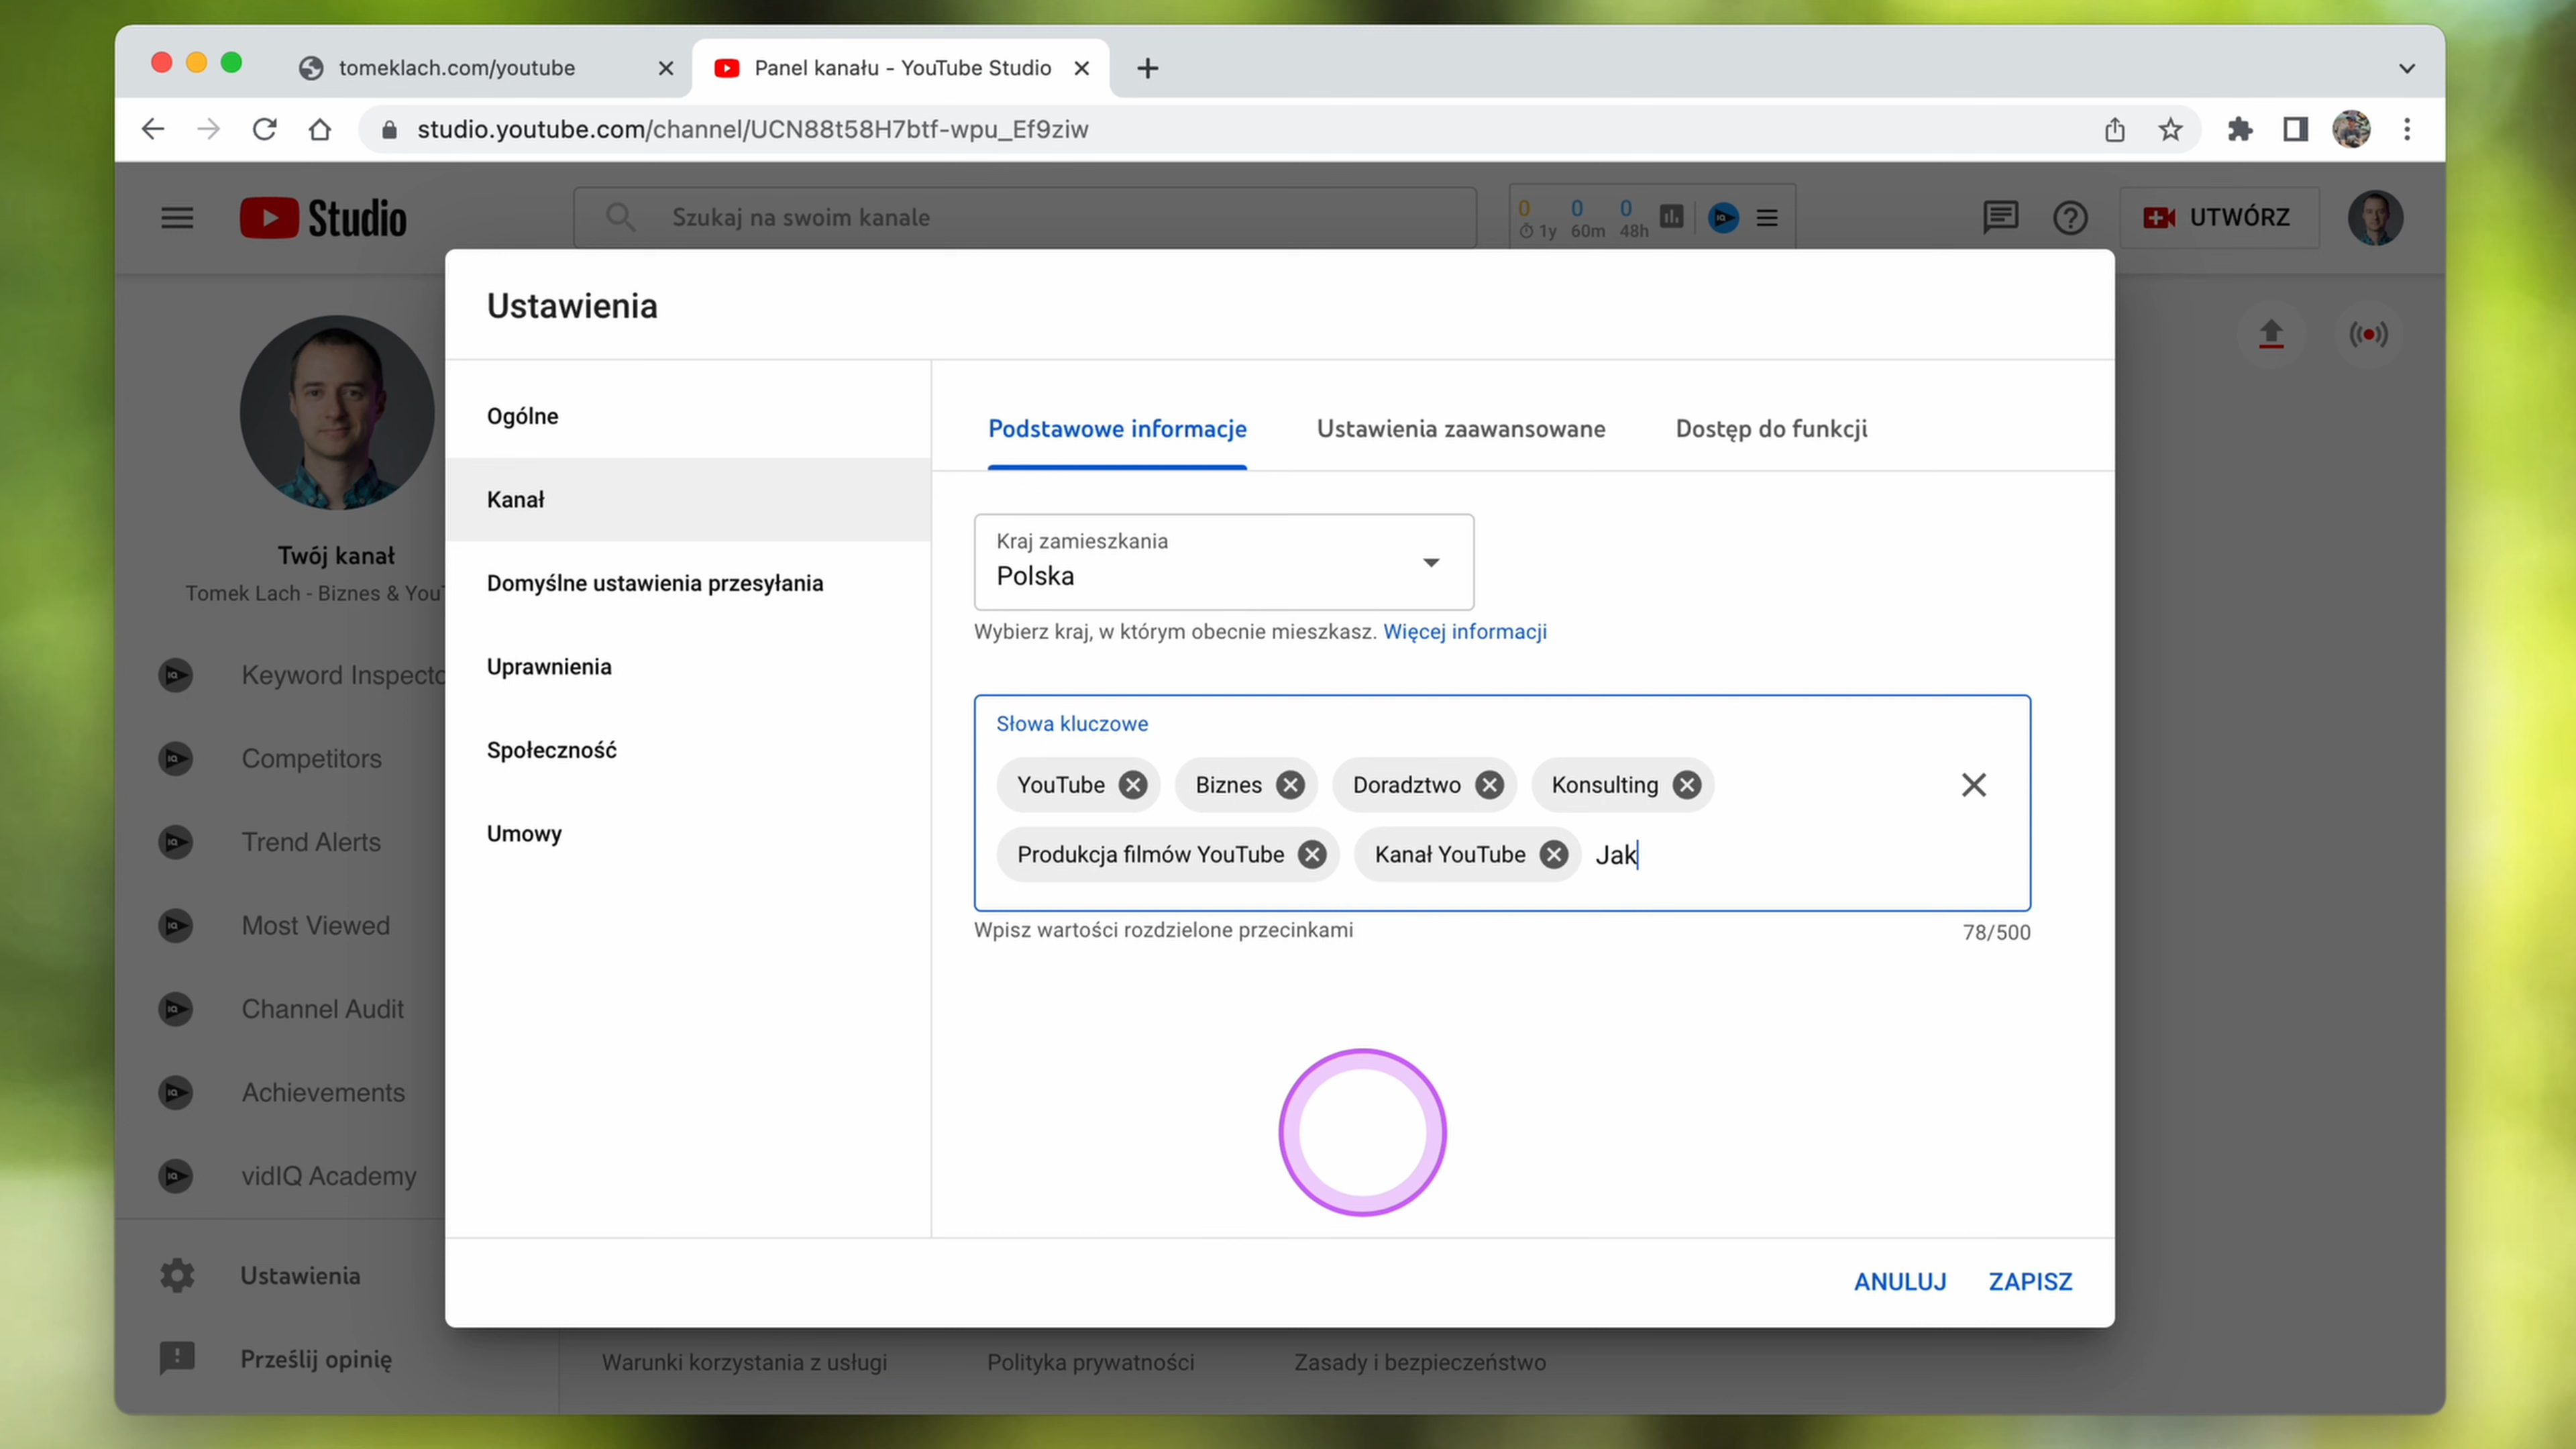 tomeklach.com/youtube
Panel kanału - YouTube Studio
studio.youtube.com/channel/UCN88t58H7btf-wpu_Ef9ziw
Studio
Szukaj na swoim kanale
0 0 0
1y 60m 48h
UTWÓRZ
Ustawienia
Twój kanał
Tomek Lach - Biznes & You
Keyword Inspecto
Competitors
Trend Alerts
Most Viewed
Channel Audit
Achievements
vidIQ Academy
Ustawienia
Prześlij opinię
Ogólne
Kanał
Domyślne ustawienia przesyłania
Uprawnienia
Społeczność
Umowy
Podstawowe informacje
Ustawienia zaawansowane
Dostęp do funkcji
Kraj zamieszkania
Polska
Wybierz kraj, w którym obecnie mieszkasz. Więcej informacji
Słowa kluczowe
YouTube Biznes Doradztwo Konsulting
Produkcja filmów YouTube Kanał YouTube Jak
Wpisz wartości rozdzielone przecinkami
78/500
ANULUJ ZAPISZ
Warunki korzystania z usługi Polityka prywatności Zasady i bezpieczeństwo